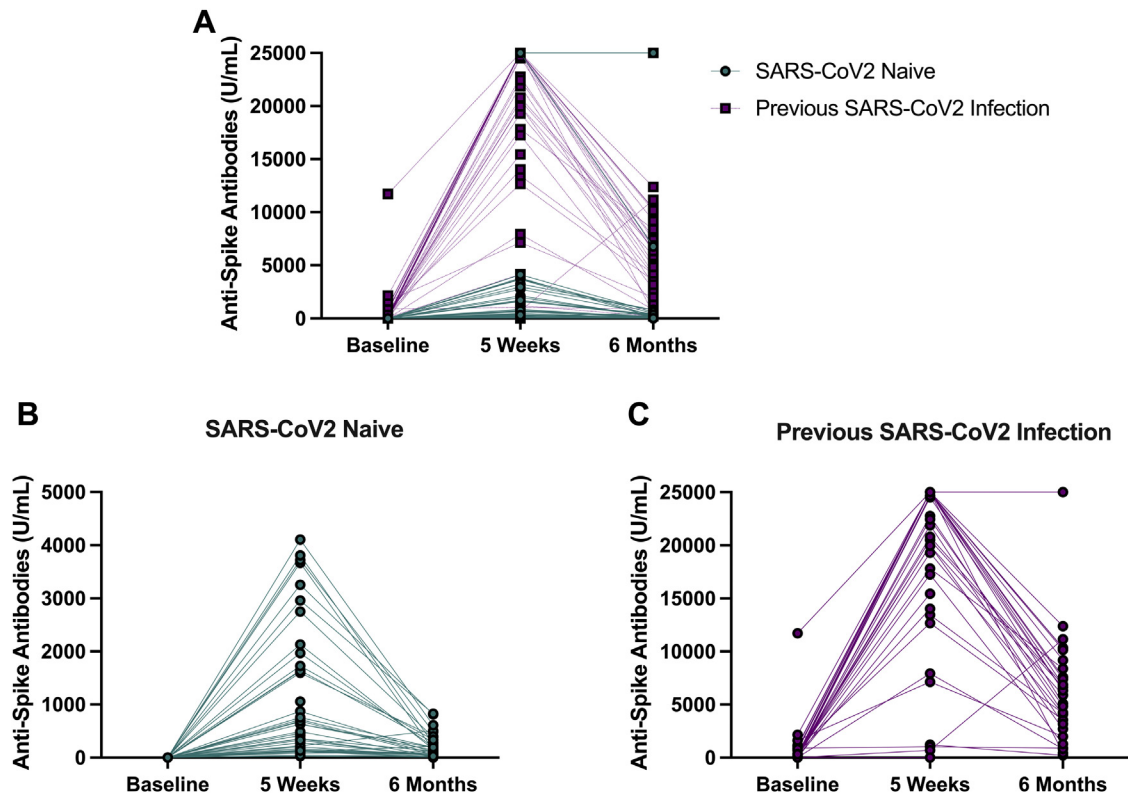 A
Anti-Spike Antibodies (U/mL)
25000
20000
15000
10000
5000
0
Baseline
5 Weeks
6 Months
SARS-CoV2 Naive
Previous SARS-CoV2 Infection
B
SARS-CoV2 Naive
Anti-Spike Antibodies (U/mL)
5000
4000
3000
2000
1000
0
Baseline
5 Weeks
6 Months
C
Previous SARS-CoV2 Infection
Anti-Spike Antibodies (U/mL)
25000
20000
15000
10000
5000
0
Baseline
5 Weeks
6 Months